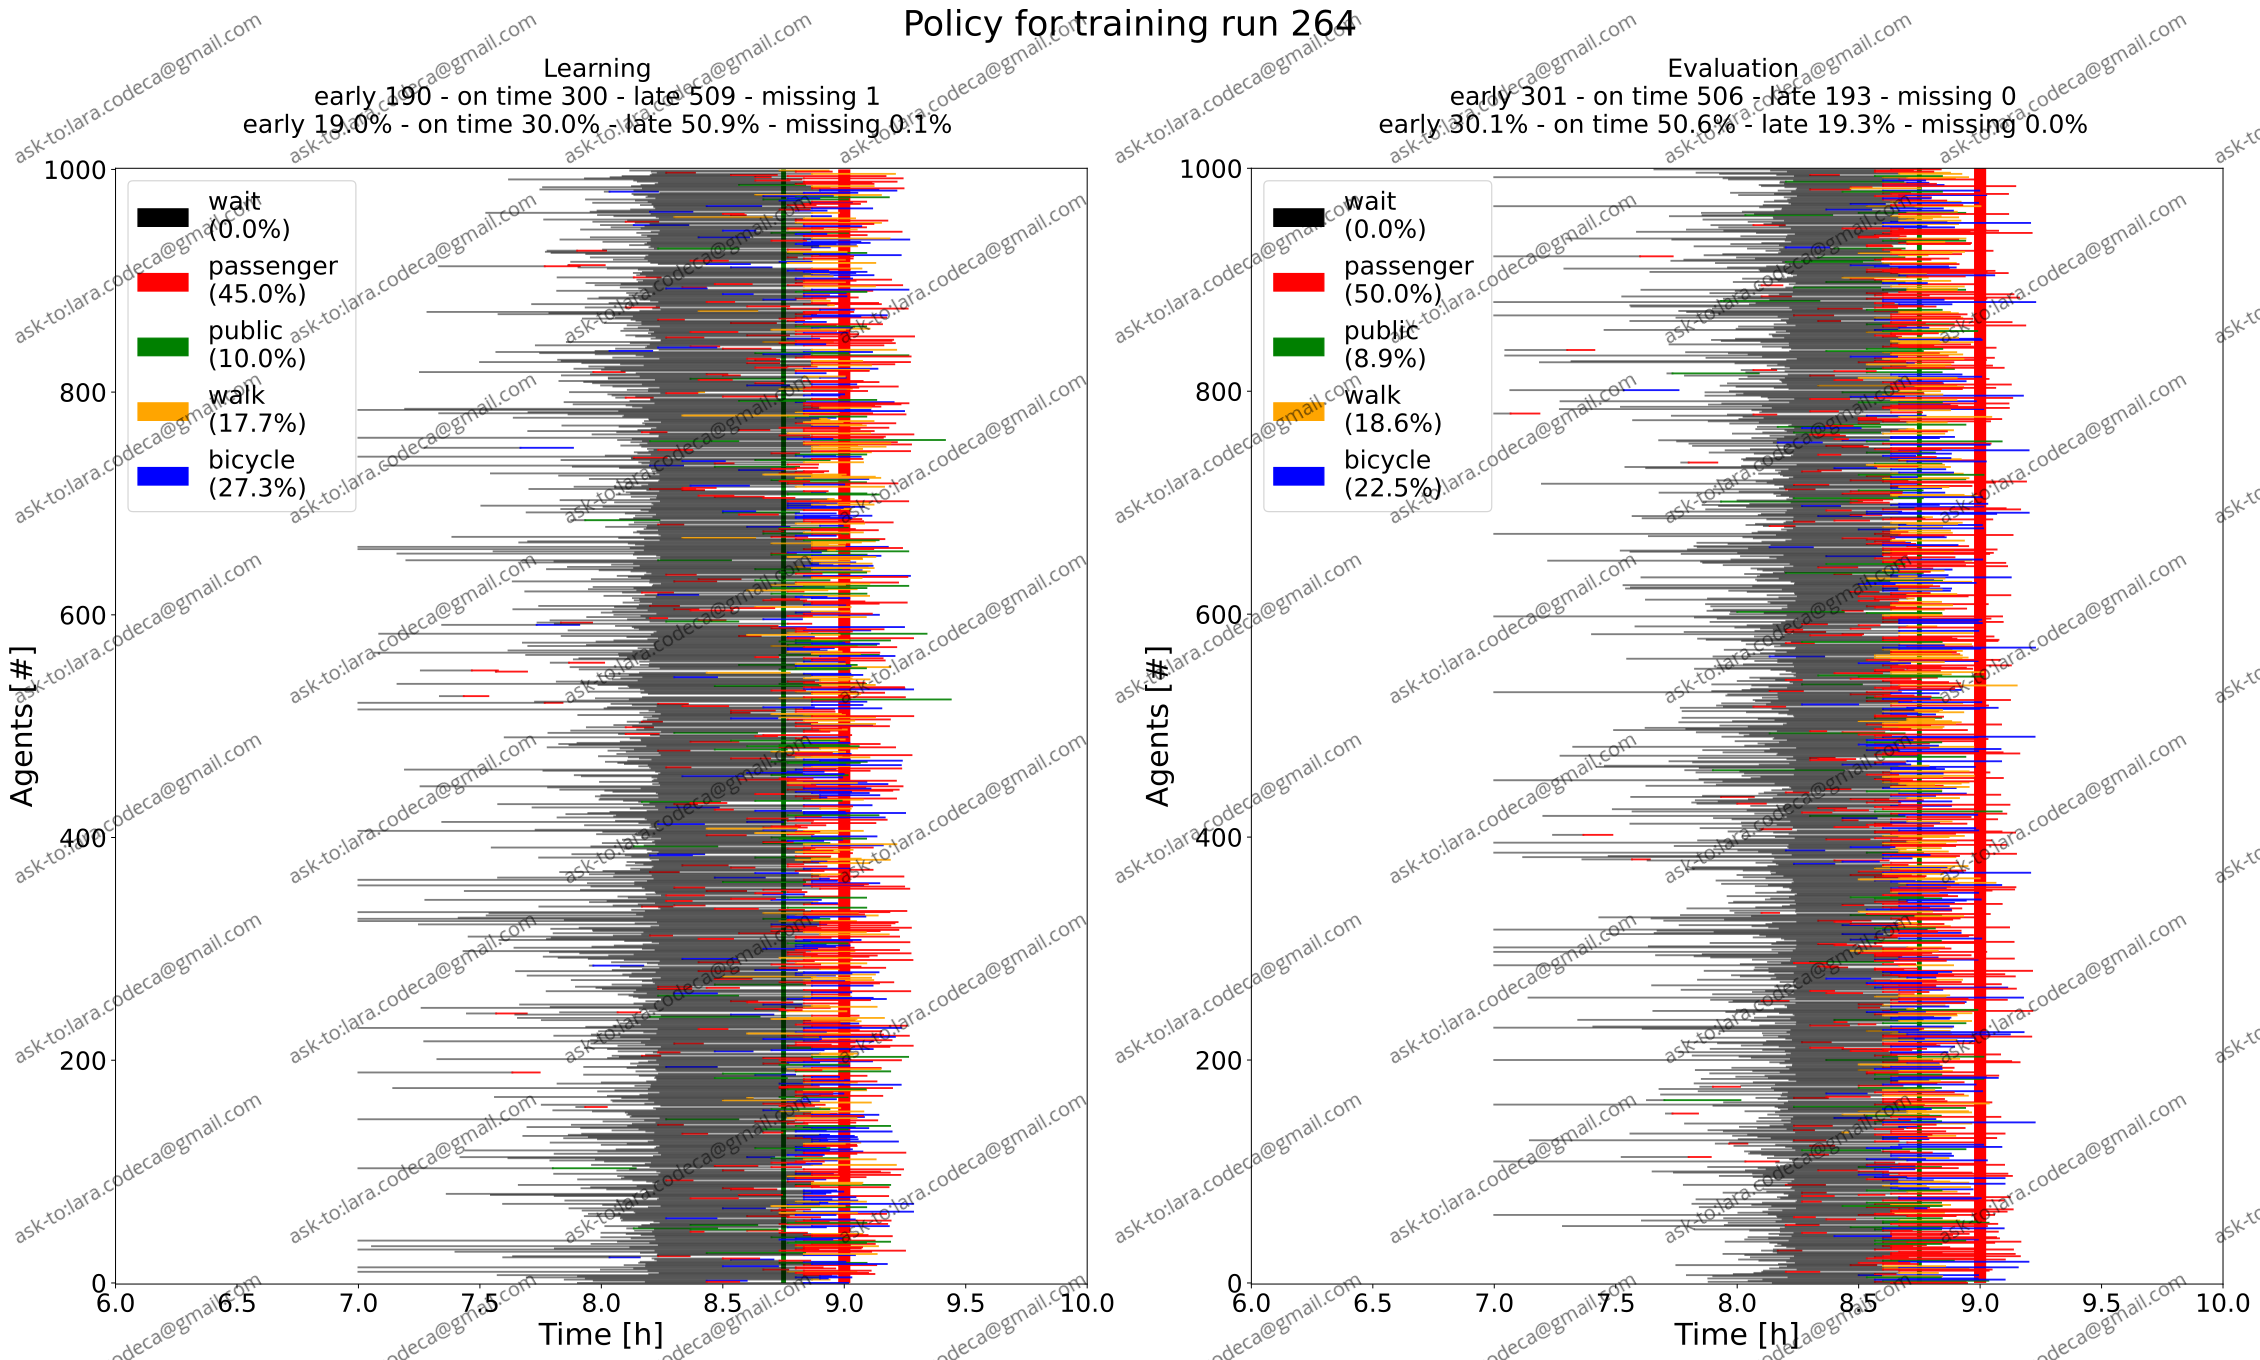 Policy for training run 264
Learning
early 190 - on time 300 - late 509 - missing 1
early 19.0% - on time 30.0% - late 50.9% - missing 0.1%
Agents [#]
1000
800
600
400
200
0
wait
(0.0%)
passenger
(45.0%)
public
(10.0%)
walk
(17.7%)
bicycle
(27.3%)
6.0 6.5 7.0 7.5 8.0 8.5 9.0 9.5 10.0
Time [h]
Evaluation
early 301 - on time 506 - late 193 - missing 0
early 30.1% - on time 50.6% - late 19.3% - missing 0.0%
Agents [#]
1000
800
600
400
200
0
wait
(0.0%)
passenger
(50.0%)
public
(8.9%)
walk
(18.6%)
bicycle
(22.5%)
6.0 6.5 7.0 7.5 8.0 8.5 9.0 9.5 10.0
Time [h]
ask-to:lara.codeca@gmail.com